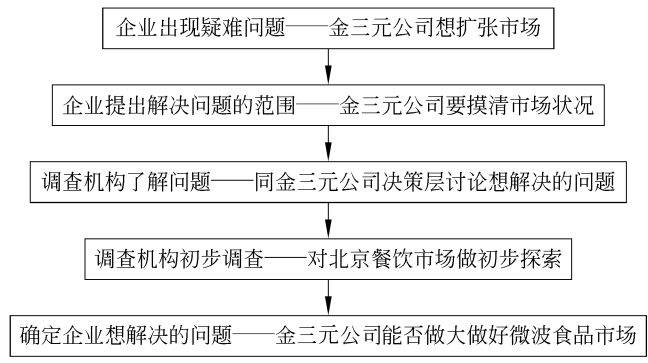 企业出现疑难问题——金三元公司想扩张市场
企业提出解决问题的范围——金三元公司要摸清市场状况
调查机构了解问题——同金三元公司决策层讨论想解决的问题
调查机构初步调查——对北京餐饮市场做初步探索
确定企业想解决的问题——金三元公司能否做大做好微波食品市场